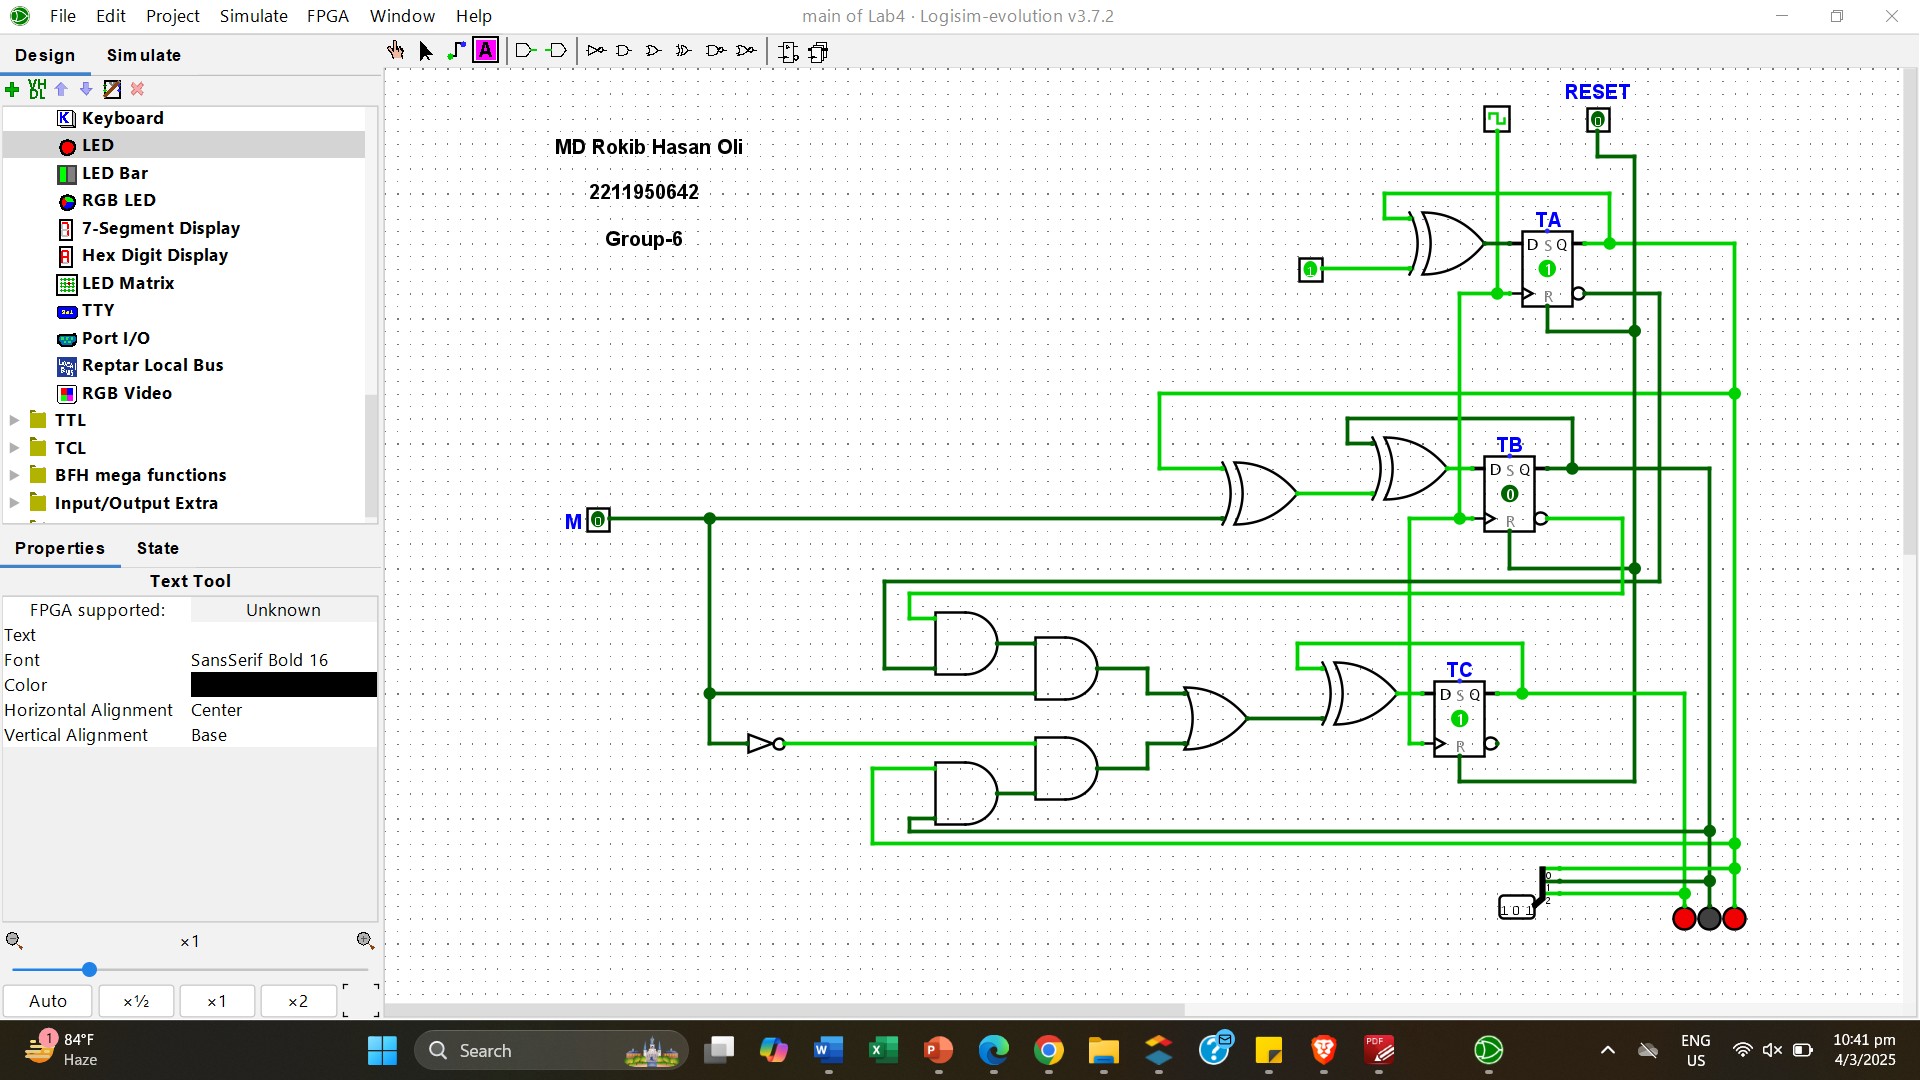 File Edit Project Simulate FPGA Window Help
main of Lab4 · Logisim-evolution v3.7.2
Design Simulate
A
VH
DL
Keyboard
LED
LED Bar
RGB LED
7-Segment Display
Hex Digit Display
LED Matrix
TTY
Port I/O
Reptar Local Bus
RGB Video
TTL
TCL
BFH mega functions
Input/Output Extra
Properties State
Text Tool
FPGA supported: Unknown
Text
Font SansSerif Bold 16
Color
Horizontal Alignment Center
Vertical Alignment Base
×1
Auto ×½ ×1 ×2
MD Rokib Hasan Oli
2211950642
Group-6
RESET
0
TA
D S Q
1
1
R
TB
D S Q
0
R
M 0
TC
D S Q
1
R
0
1
2
1 0 1
1
84°F
Haze
Search
PDF
ENG
US
10:41 pm
4/3/2025